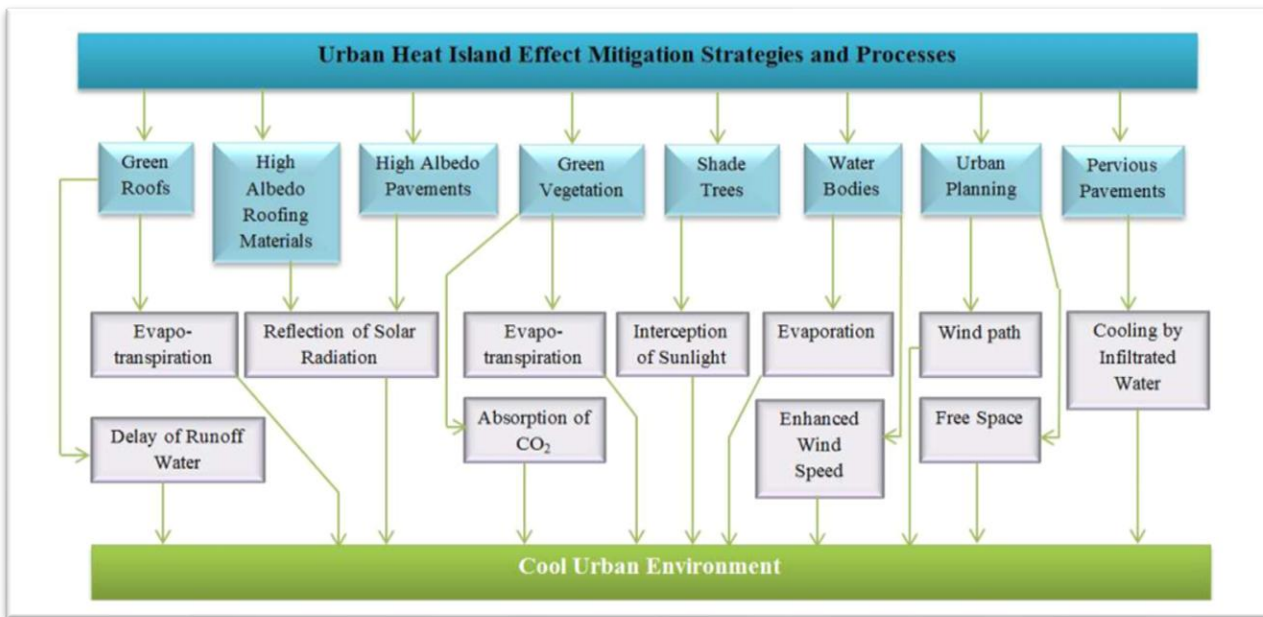 Urban Heat Island Effect Mitigation Strategies and Processes
Green
Roofs
High
Albedo
Roofing
Materials
High Albedo
Pavements
Green
Vegetation
Shade
Trees
Water
Bodies
Urban
Planning
Pervious
Pavements
Evapo-
transpiration
Reflection of Solar
Radiation
Evapo-
transpiration
Interception
of Sunlight
Evaporation
Wind path
Cooling by
Infiltrated
Water
Delay of Runoff
Water
Absorption of
CO₂
Enhanced
Wind
Speed
Free Space
Cool Urban Environment